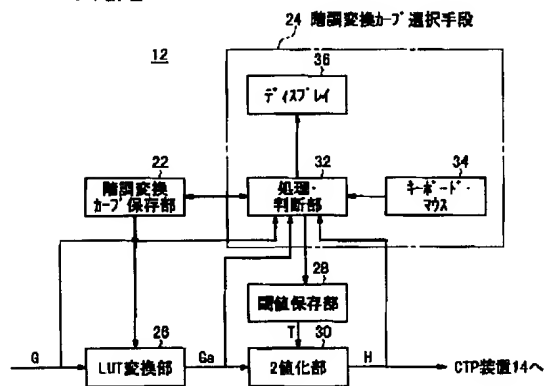 24 階調変換カーブ選択手段
12
36
ディスプレイ
22
階調変換
カーブ保存部
32
処理・
判断部
34
キーボード・
マウス
28
閾値保存部
G
26
LUT変換部
Ga
T
30
2値化部
H
CTP装置14へ